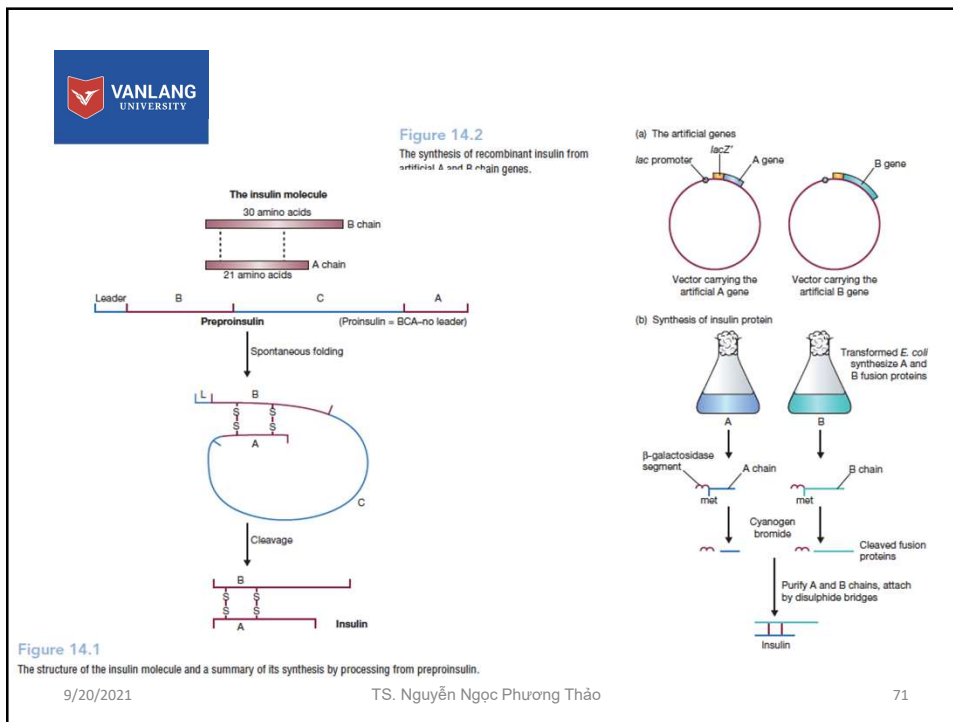 VANLANG
UNIVERSITY
Figure 14.2
The synthesis of recombinant insulin from
artificial A and B chain genes.
The insulin molecule
30 amino acids
B chain
A chain
21 amino acids
Leader
B
C
A
Preproinsulin
(Proinsulin = BCA–no leader)
Spontaneous folding
L
B
S
S
S
S
A
C
Cleavage
B
S
S
S
S
A
Insulin
Figure 14.1
The structure of the insulin molecule and a summary of its synthesis by processing from preproinsulin.
(a) The artificial genes
lacZ'
lac promoter
A gene
B gene
Vector carrying the
artificial A gene
Vector carrying the
artificial B gene
(b) Synthesis of insulin protein
Transformed E. coli
synthesize A and
B fusion proteins
A
B
β-galactosidase
segment
A chain
B chain
met
met
Cyanogen
bromide
Cleaved fusion
proteins
Purify A and B chains, attach
by disulphide bridges
Insulin
9/20/2021
TS. Nguyễn Ngọc Phương Thảo
71